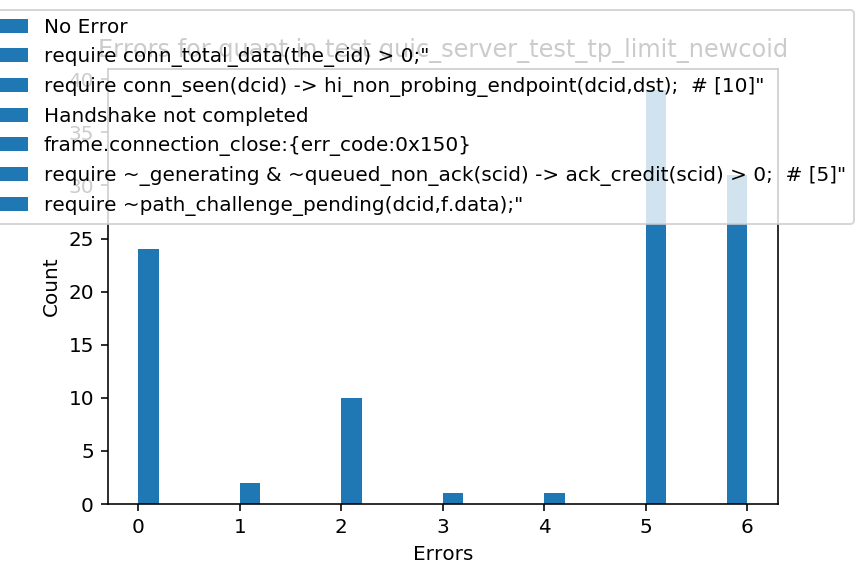 No Error
Errors for quant in test quic_server_test_tp_limit_newcoid
require conn_total_data(the_cid) > 0;"
require conn_seen(dcid) -> hi_non_probing_endpoint(dcid,dst);  # [10]"
Handshake not completed
frame.connection_close:{err_code:0x150}
require ~_generating & ~queued_non_ack(scid) -> ack_credit(scid) > 0;  # [5]"
require ~path_challenge_pending(dcid,f.data);"
40
35
30
25
20
15
10
5
0
Count
0 1 2 3 4 5 6
Errors